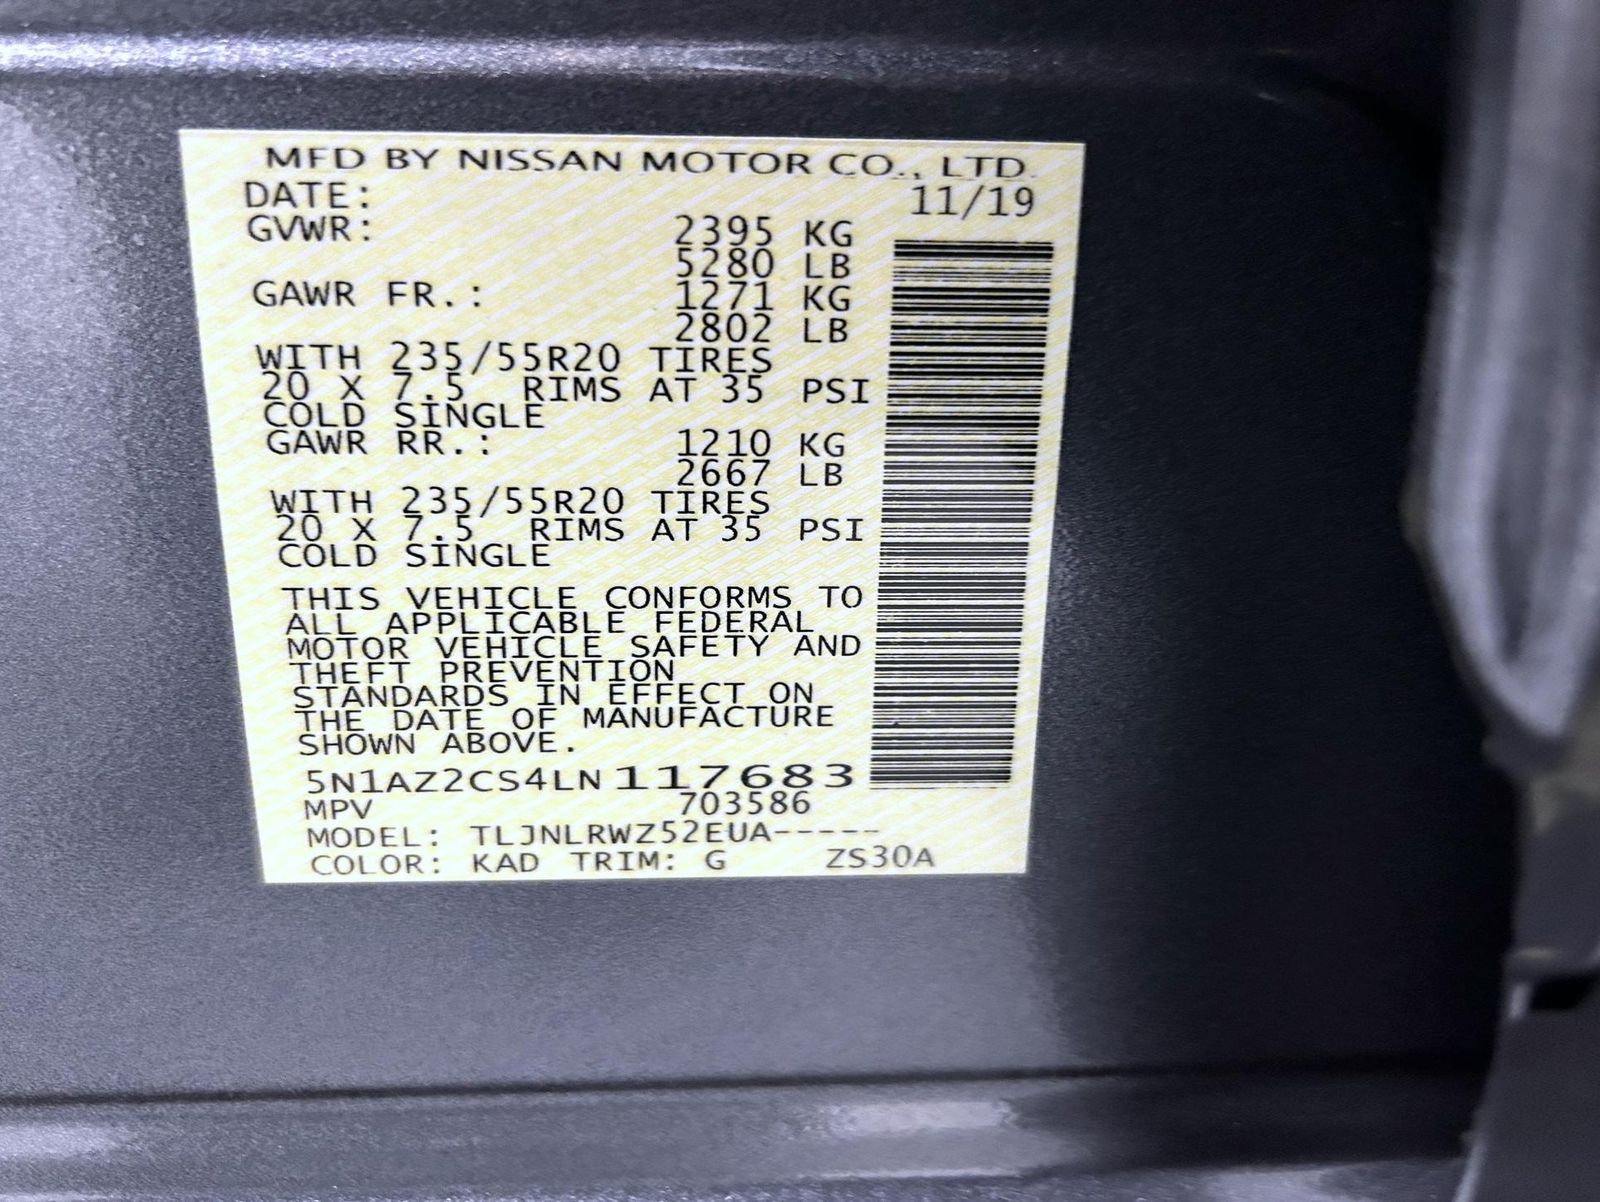 MFD BY NISSAN MOTOR CO., LTD.
DATE: 11/19
GVWR: 2395 KG
5280 LB
GAWR FR.: 1271 KG
2802 LB
WITH 235/55R20 TIRES
20 X 7.5 RIMS AT 35 PSI
COLD SINGLE
GAWR RR.: 1210 KG
2667 LB
WITH 235/55R20 TIRES
20 X 7.5 RIMS AT 35 PSI
COLD SINGLE
THIS VEHICLE CONFORMS TO
ALL APPLICABLE FEDERAL
MOTOR VEHICLE SAFETY AND
THEFT PREVENTION
STANDARDS IN EFFECT ON
THE DATE OF MANUFACTURE
SHOWN ABOVE.
5N1AZ2CS4LN117683
MPV 703586
MODEL: TLJNLRWZ52EUA-----
COLOR: KAD TRIM: G ZS30A